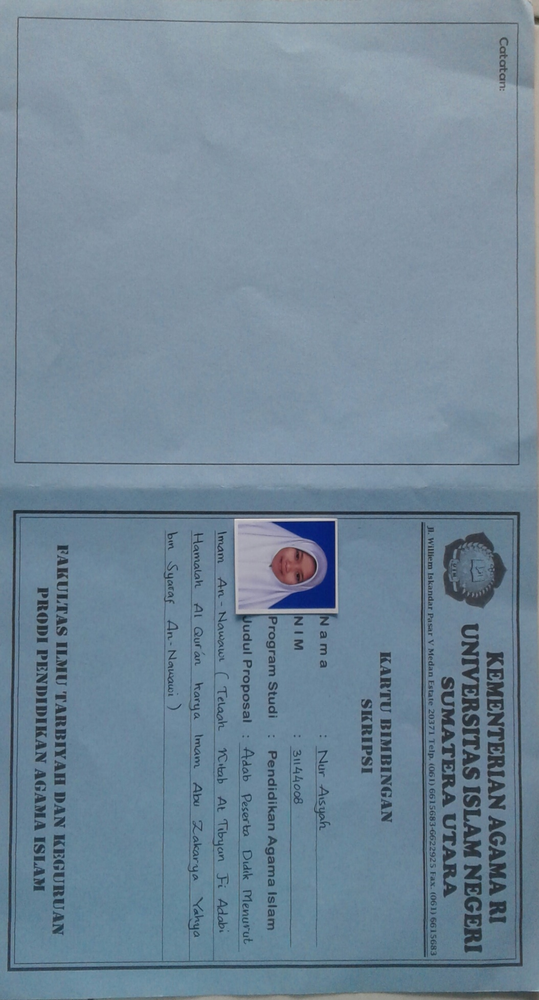 Catatan:
KEMENTERIAN AGAMA RI
UNIVERSITAS ISLAM NEGERI
SUMATERA UTARA
Jl. Williem Iskandar Pasar V Medan Estate 20371 Telp. (061) 6615683-6622925 Fax. (061) 6615683
KARTU BIMBINGAN
SKRIPSI
Nama : Nur Aisyah
NIM : 31144008
Program Studi : Pendidikan Agama Islam
Judul Proposal : Adab Peserta Didik Menurut
Imam An-Nawawi (Telaah Kitab At Tibyan Fi Adabi
Hamalah Al Qur'an Karya Imam Abu Zakarya Yahya
bin Syaraf An-Nawawi)
FAKULTAS ILMU TARBIYAH DAN KEGURUAN
PRODI PENDIDIKAN AGAMA ISLAM